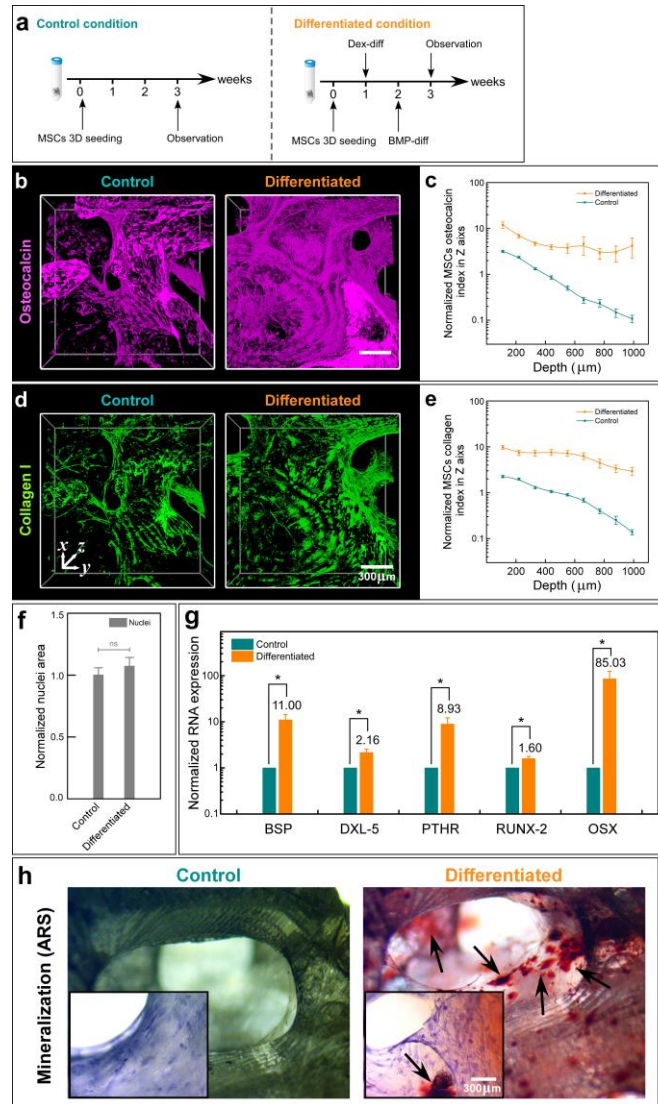 a
Control condition
Differentiated condition
Dex-diff
Observation
weeks
weeks
0 1 2 3
0 1 2 3
MSCs 3D seeding
Observation
MSCs 3D seeding
BMP-diff
b
Control
Differentiated
Osteocalcin
c
Differentiated
Control
Normalized MSCs osteocalcin
index in Z aixs
100
10
1
0.1
200 400 600 800 1000
Depth ( μm)
d
Control
Differentiated
Collagen I
x z
y
300μm
e
Differentiated
Control
Normalized MSCs collagen
index in Z aixs
100
10
1
0.1
200 400 600 800 1000
Depth ( μm)
f
Nuclei
ns
Normalized nuclei area
1.5
1.0
0.5
0.0
Control
Differentiated
g
Control
Differentiated
Normalized RNA expression
100
10
1
0.1
* 11.00
* 2.16
* 8.93
* 1.60
* 85.03
BSP DXL-5 PTHR RUNX-2 OSX
h
Control
Differentiated
Mineralization (ARS)
300 μm